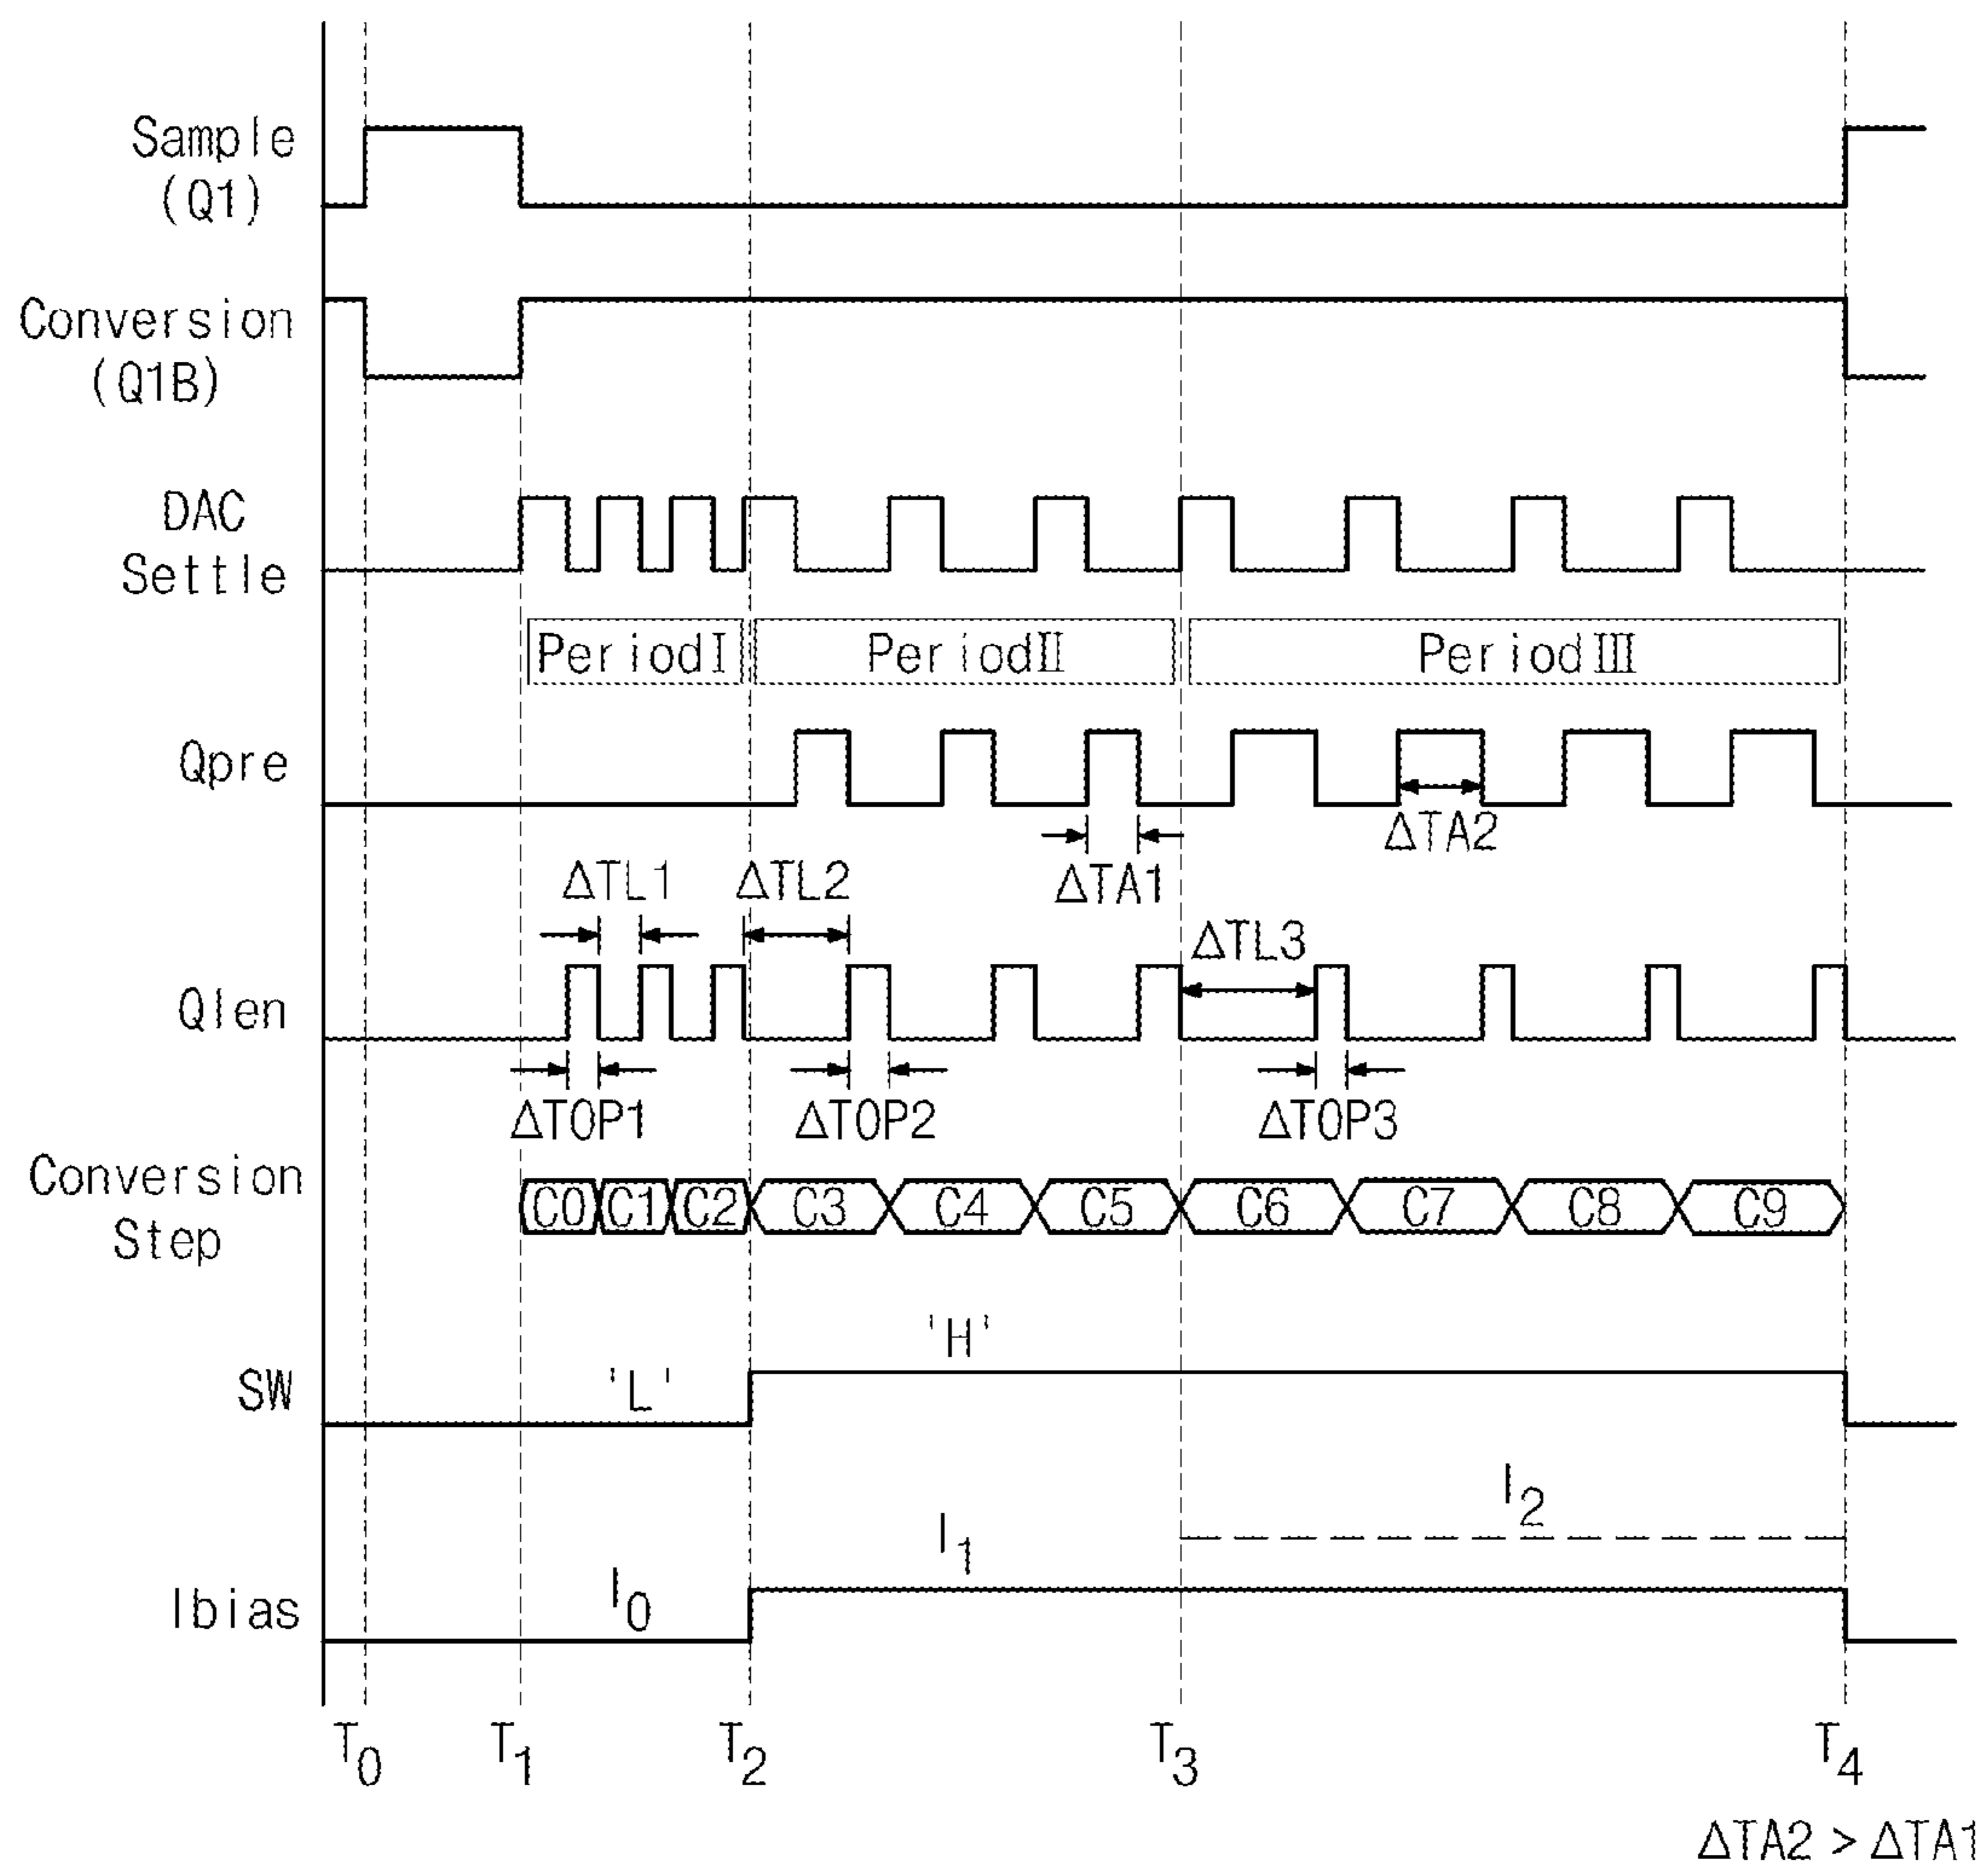 Sample
(Q1)
Conversion
(Q1B)
DAC
Settle
PeriodⅠ PeriodⅡ PeriodⅢ
Qpre
ΔTA2
ΔTL1 ΔTL2 ΔTA1
ΔTL3
Qlen
ΔTOP1 ΔTOP2 ΔTOP3
Conversion
Step
C0 C1 C2 C3 C4 C5 C6 C7 C8 C9
'H'
SW 'L'
I2
I1
Ibias I0
T0 T1 T2 T3 T4
ΔTA2 > ΔTA1